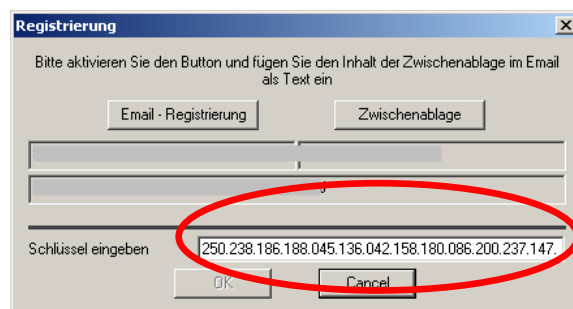 Registrierung
Bitte aktivieren Sie den Button und fügen Sie den Inhalt der Zwischenablage im Email
als Text ein
Email - Registrierung Zwischenablage
Schlüssel eingeben 250.238.186.188.045.136.042.158.180.086.200.237.147.
OK Cancel